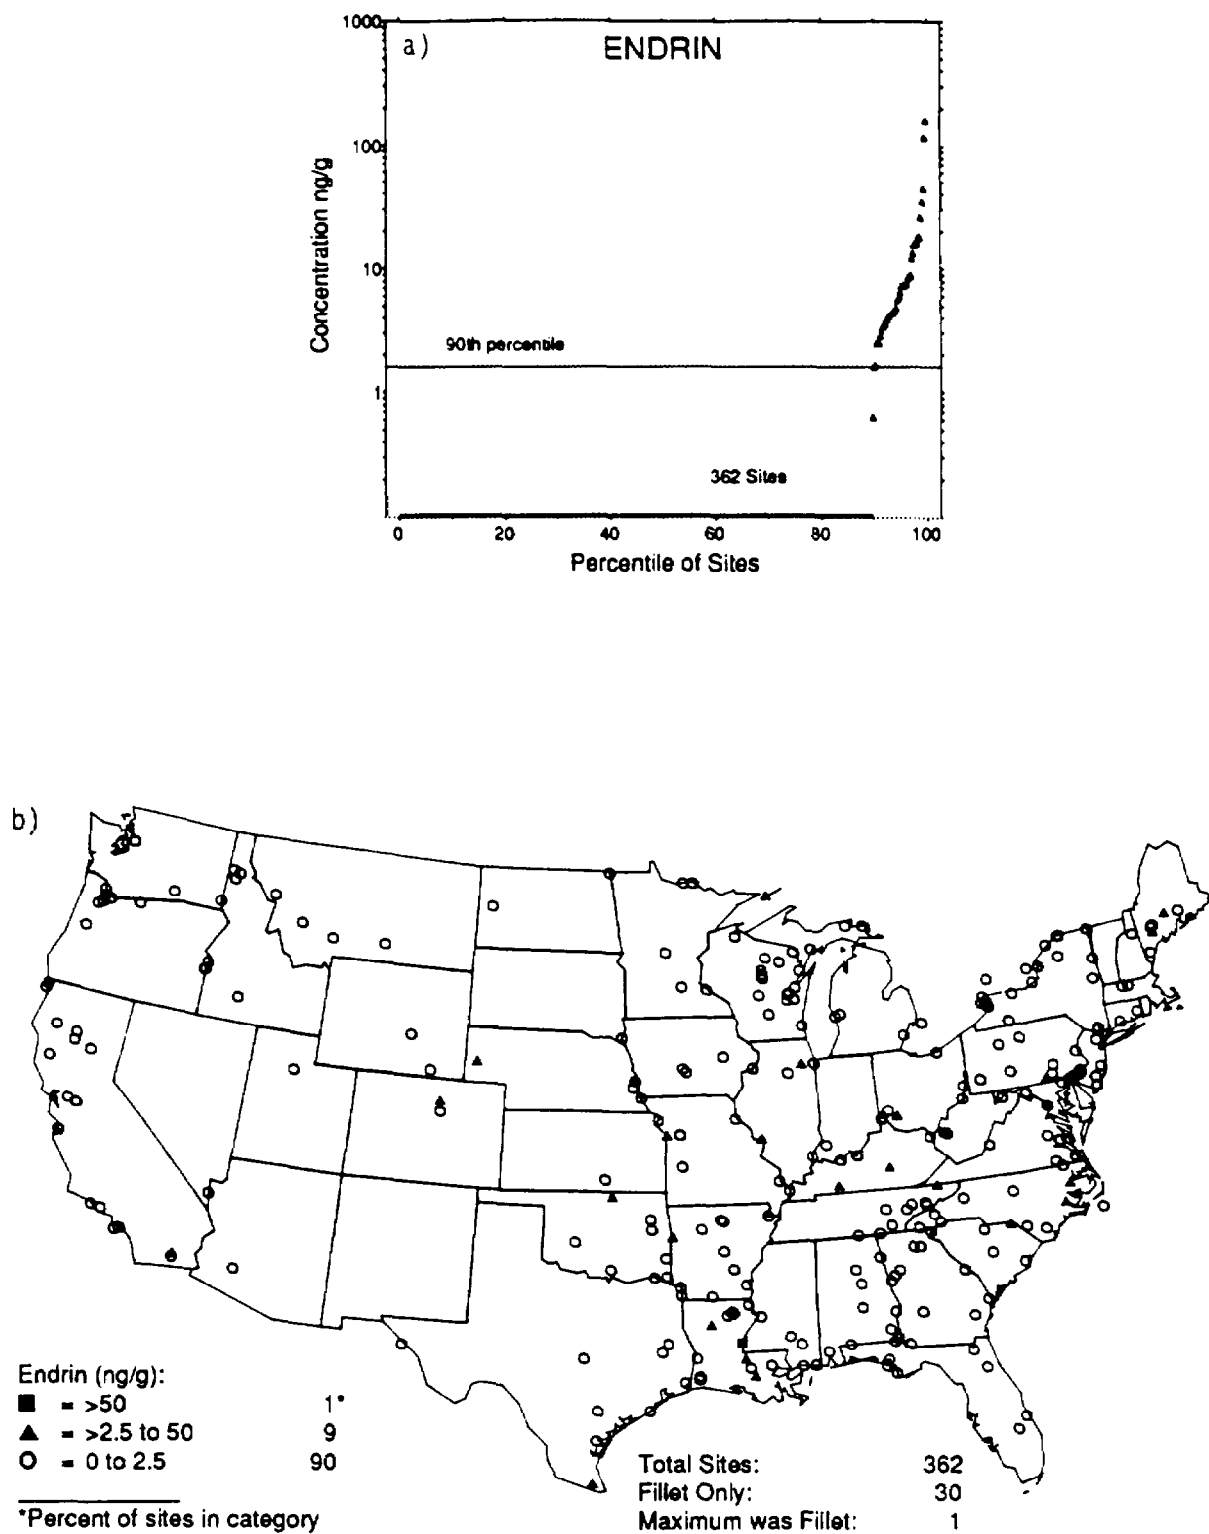 a)
ENDRIN
1000
100
10
1
Concentration ng/g
90th percentile
362 Sites
0 20 40 60 80 100
Percentile of Sites
b)
Endrin (ng/g):
■ = >50 1*
▲ = >2.5 to 50 9
○ = 0 to 2.5 90
*Percent of sites in category
Total Sites: 362
Fillet Only: 30
Maximum was Fillet: 1